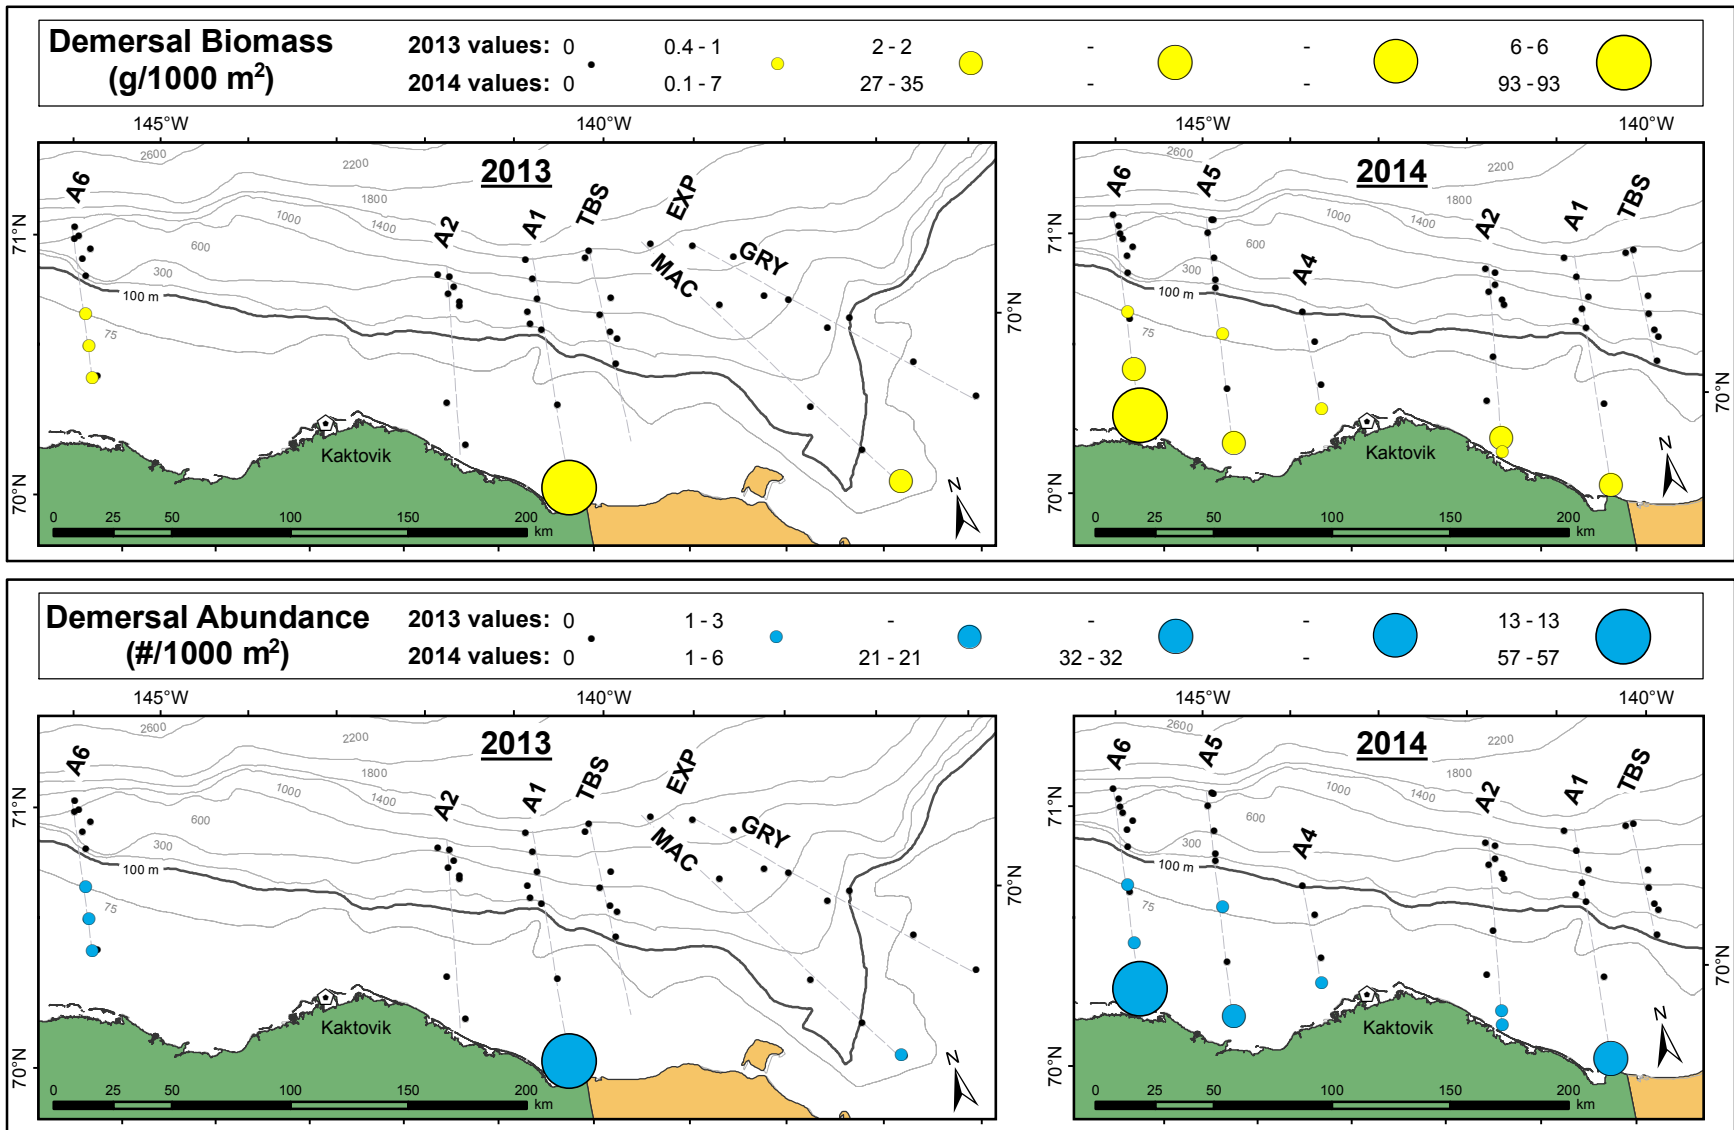 Demersal Biomass
(g/1000 m²)
2013 values: 0 0.4 - 1 2 - 2 - - 6 - 6
2014 values: 0 0.1 - 7 27 - 35 - - 93 - 93
145°W 140°W
145°W 140°W
2013
2600
2200
1800
1400
1000
600
300
100 m
75
A6
A2
A1
TBS
EXP
MAC
GRY
71°N
70°N
70°N
Kaktovik
N
0 25 50 100 150 200
km
2014
2600
2200
1800
1400
1000
600
300
100 m
75
A6
A5
A4
A2
A1
TBS
71°N
70°N
70°N
Kaktovik
N
0 25 50 100 150 200
km
Demersal Abundance
(#/1000 m²)
2013 values: 0 1 - 3 - - - 13 - 13
2014 values: 0 1 - 6 21 - 21 32 - 32 - 57 - 57
145°W 140°W
145°W 140°W
2013
2600
2200
1800
1400
1000
600
300
100 m
75
A6
A2
A1
TBS
EXP
MAC
GRY
71°N
70°N
70°N
Kaktovik
N
0 25 50 100 150 200
km
2014
2600
2200
1800
1400
1000
600
300
100 m
75
A6
A5
A4
A2
A1
TBS
71°N
70°N
70°N
Kaktovik
N
0 25 50 100 150 200
km